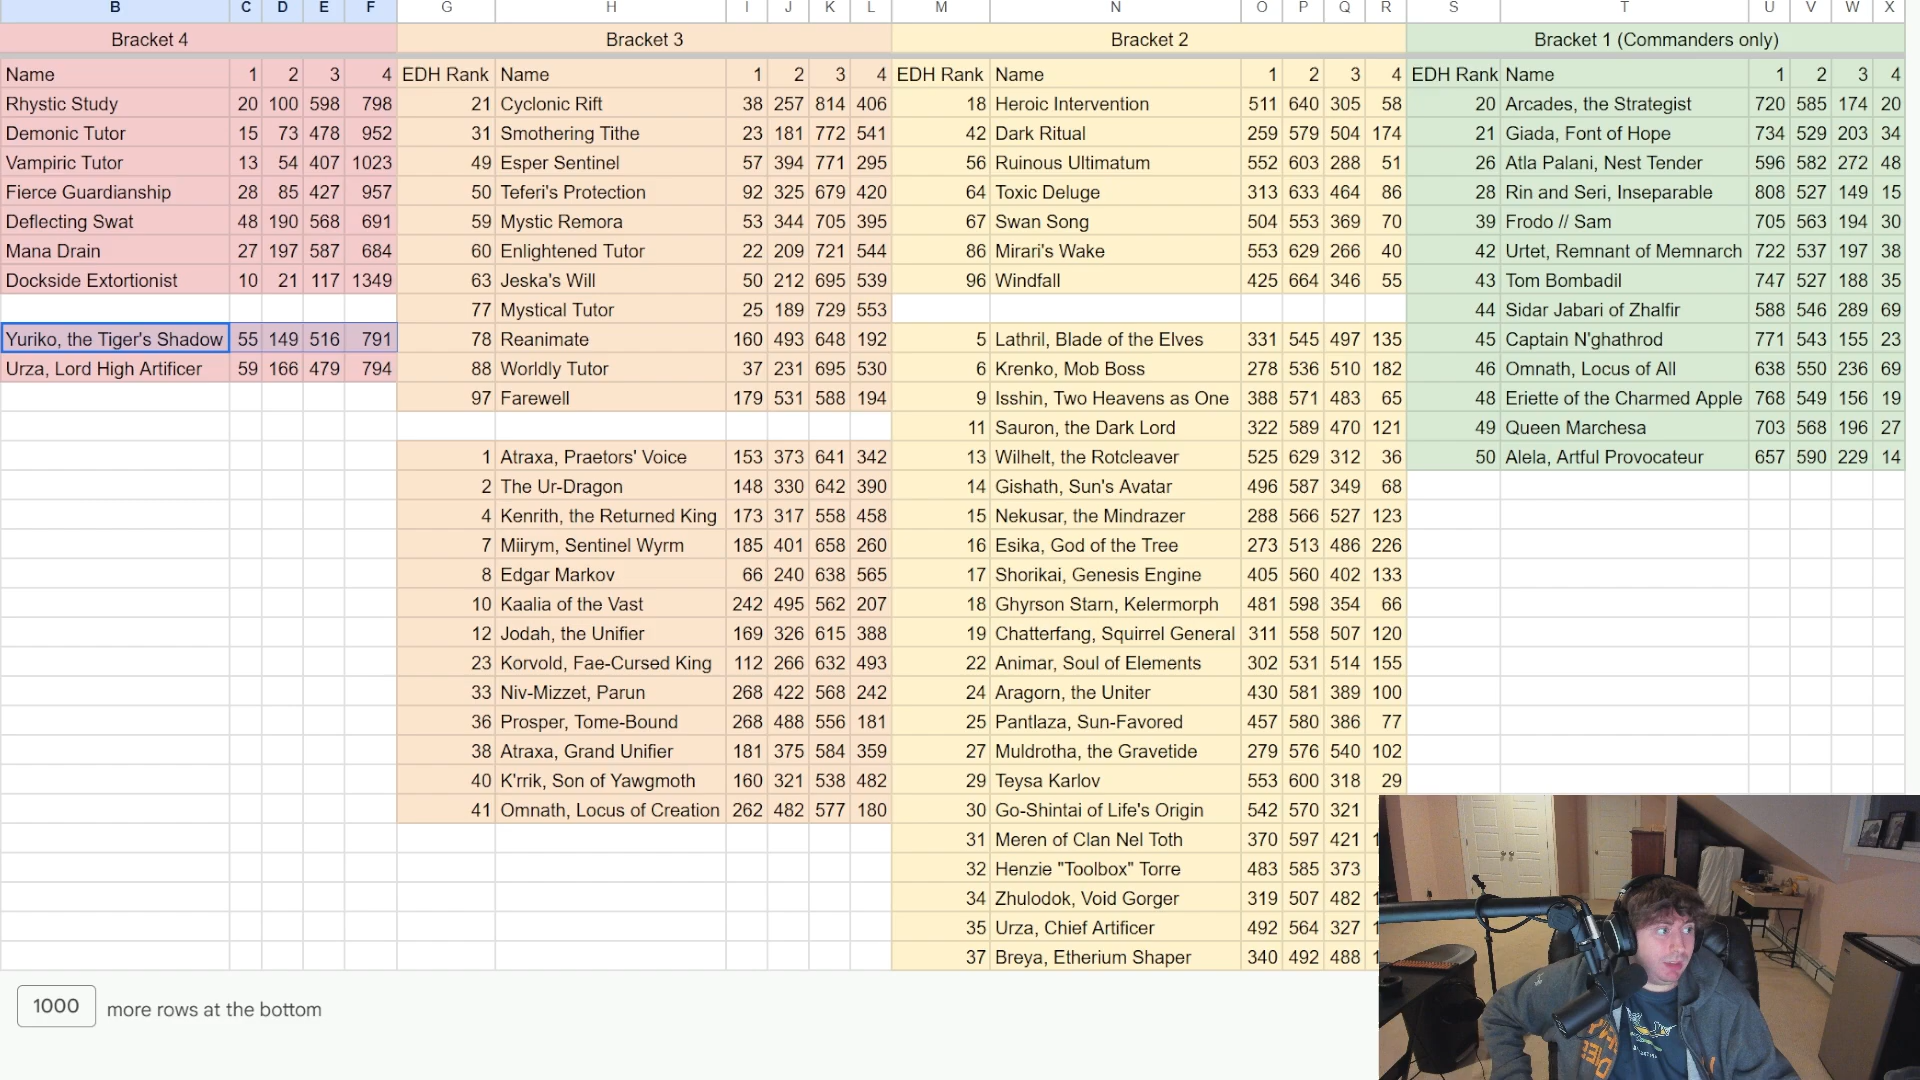 B C D E F G H I J K L M N O P Q R S T U V W X
Bracket 4 Bracket 3 Bracket 2 Bracket 1 (Commanders only)
Name 1 2 3 4 EDH Rank Name 1 2 3 4 EDH Rank Name 1 2 3 4 EDH Rank Name 1 2 3 4
Rhystic Study 20 100 598 798 21 Cyclonic Rift 38 257 814 406 18 Heroic Intervention 511 640 305 58 20 Arcades, the Strategist 720 585 174 20
Demonic Tutor 15 73 478 952 31 Smothering Tithe 23 181 772 541 42 Dark Ritual 259 579 504 174 21 Giada, Font of Hope 734 529 203 34
Vampiric Tutor 13 54 407 1023 49 Esper Sentinel 57 394 771 295 56 Ruinous Ultimatum 552 603 288 51 26 Atla Palani, Nest Tender 596 582 272 48
Fierce Guardianship 28 85 427 957 50 Teferi's Protection 92 325 679 420 64 Toxic Deluge 313 633 464 86 28 Rin and Seri, Inseparable 808 527 149 15
Deflecting Swat 48 190 568 691 59 Mystic Remora 53 344 705 395 67 Swan Song 504 553 369 70 39 Frodo // Sam 705 563 194 30
Mana Drain 27 197 587 684 60 Enlightened Tutor 22 209 721 544 86 Mirari's Wake 553 629 266 40 42 Urtet, Remnant of Memnarch 722 537 197 38
Dockside Extortionist 10 21 117 1349 63 Jeska's Will 50 212 695 539 96 Windfall 425 664 346 55 43 Tom Bombadil 747 527 188 35
77 Mystical Tutor 25 189 729 553 44 Sidar Jabari of Zhalfir 588 546 289 69
Yuriko, the Tiger's Shadow 55 149 516 791 78 Reanimate 160 493 648 192 5 Lathril, Blade of the Elves 331 545 497 135 45 Captain N'ghathrod 771 543 155 23
Urza, Lord High Artificer 59 166 479 794 88 Worldly Tutor 37 231 695 530 6 Krenko, Mob Boss 278 536 510 182 46 Omnath, Locus of All 638 550 236 69
97 Farewell 179 531 588 194 9 Isshin, Two Heavens as One 388 571 483 65 48 Eriette of the Charmed Apple 768 549 156 19
11 Sauron, the Dark Lord 322 589 470 121 49 Queen Marchesa 703 568 196 27
1 Atraxa, Praetors' Voice 153 373 641 342 13 Wilhelt, the Rotcleaver 525 629 312 36 50 Alela, Artful Provocateur 657 590 229 14
2 The Ur-Dragon 148 330 642 390 14 Gishath, Sun's Avatar 496 587 349 68
4 Kenrith, the Returned King 173 317 558 458 15 Nekusar, the Mindrazer 288 566 527 123
7 Miirym, Sentinel Wyrm 185 401 658 260 16 Esika, God of the Tree 273 513 486 226
8 Edgar Markov 66 240 638 565 17 Shorikai, Genesis Engine 405 560 402 133
10 Kaalia of the Vast 242 495 562 207 18 Ghyrson Starn, Kelermorph 481 598 354 66
12 Jodah, the Unifier 169 326 615 388 19 Chatterfang, Squirrel General 311 558 507 120
23 Korvold, Fae-Cursed King 112 266 632 493 22 Animar, Soul of Elements 302 531 514 155
33 Niv-Mizzet, Parun 268 422 568 242 24 Aragorn, the Uniter 430 581 389 100
36 Prosper, Tome-Bound 268 488 556 181 25 Pantlaza, Sun-Favored 457 580 386 77
38 Atraxa, Grand Unifier 181 375 584 359 27 Muldrotha, the Gravetide 279 576 540 102
40 K'rrik, Son of Yawgmoth 160 321 538 482 29 Teysa Karlov 553 600 318 29
41 Omnath, Locus of Creation 262 482 577 180 30 Go-Shintai of Life's Origin 542 570 321
31 Meren of Clan Nel Toth 370 597 421
32 Henzie "Toolbox" Torre 483 585 373
34 Zhulodok, Void Gorger 319 507 482
35 Urza, Chief Artificer 492 564 327
37 Breya, Etherium Shaper 340 492 488
1000 more rows at the bottom